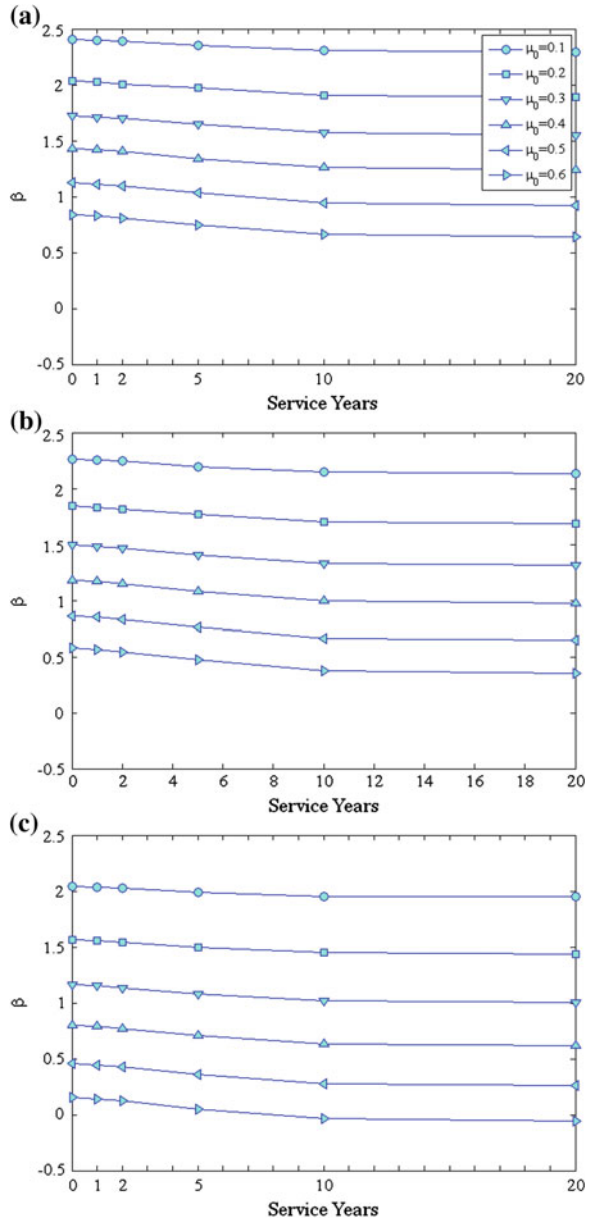 (a)
2.5
2
1.5
1
0.5
0
-0.5
β
μ0=0.1
μ0=0.2
μ0=0.3
μ0=0.4
μ0=0.5
μ0=0.6
0 1 2 5 10 20
Service Years
(b)
2.5
2
1.5
1
0.5
0
-0.5
β
0 2 4 6 8 10 12 14 16 18 20
Service Years
(c)
2.5
2
1.5
1
0.5
0
-0.5
β
0 1 2 5 10 20
Service Years